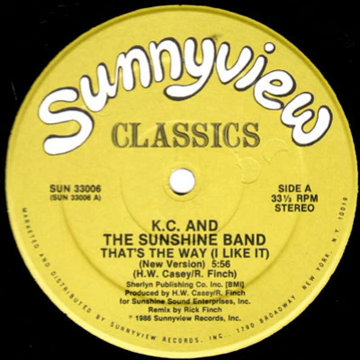 Sunnyview
CLASSICS
SUN 33006
(SUN 33006 A)
SIDE A
33⅓ RPM
STEREO
K.C. AND
THE SUNSHINE BAND
THAT'S THE WAY (I LIKE IT)
(New Version) 5:56
(H.W. Casey/R. Finch)
Sherlyn Publishing Co. Inc. [BMI]
Produced by H.W. Casey/R. Finch
for Sunshine Sound Enterprises, Inc.
Remix by Rick Finch
℗ 1986 Sunnyview Records, Inc.
MARKETED AND DISTRIBUTED BY SUNNYVIEW RECORDS, INC., 1790 BROADWAY, NEW YORK, N.Y. 10019